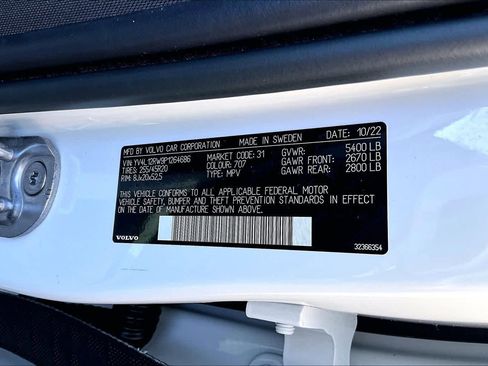 MFD BY VOLVO CAR CORPORATION MADE IN SWEDEN 10/22
VIN: YV4L12RW9P1264686 MARKET CODE: 31 GVWR: 5400 LB
TIRES: 255/45R20 COLOUR: 707 GAWR FRONT: 2670 LB
RIM: 8Jx20x52,5 TYPE: MPV GAWR REAR: 2800 LB
THIS VEHICLE CONFORMS TO ALL APPLICABLE FEDERAL MOTOR
VEHICLE SAFETY, BUMPER AND THEFT PREVENTION STANDARDS IN EFFECT
ON THE DATE OF MANUFACTURE SHOWN ABOVE
VOLVO 32366354